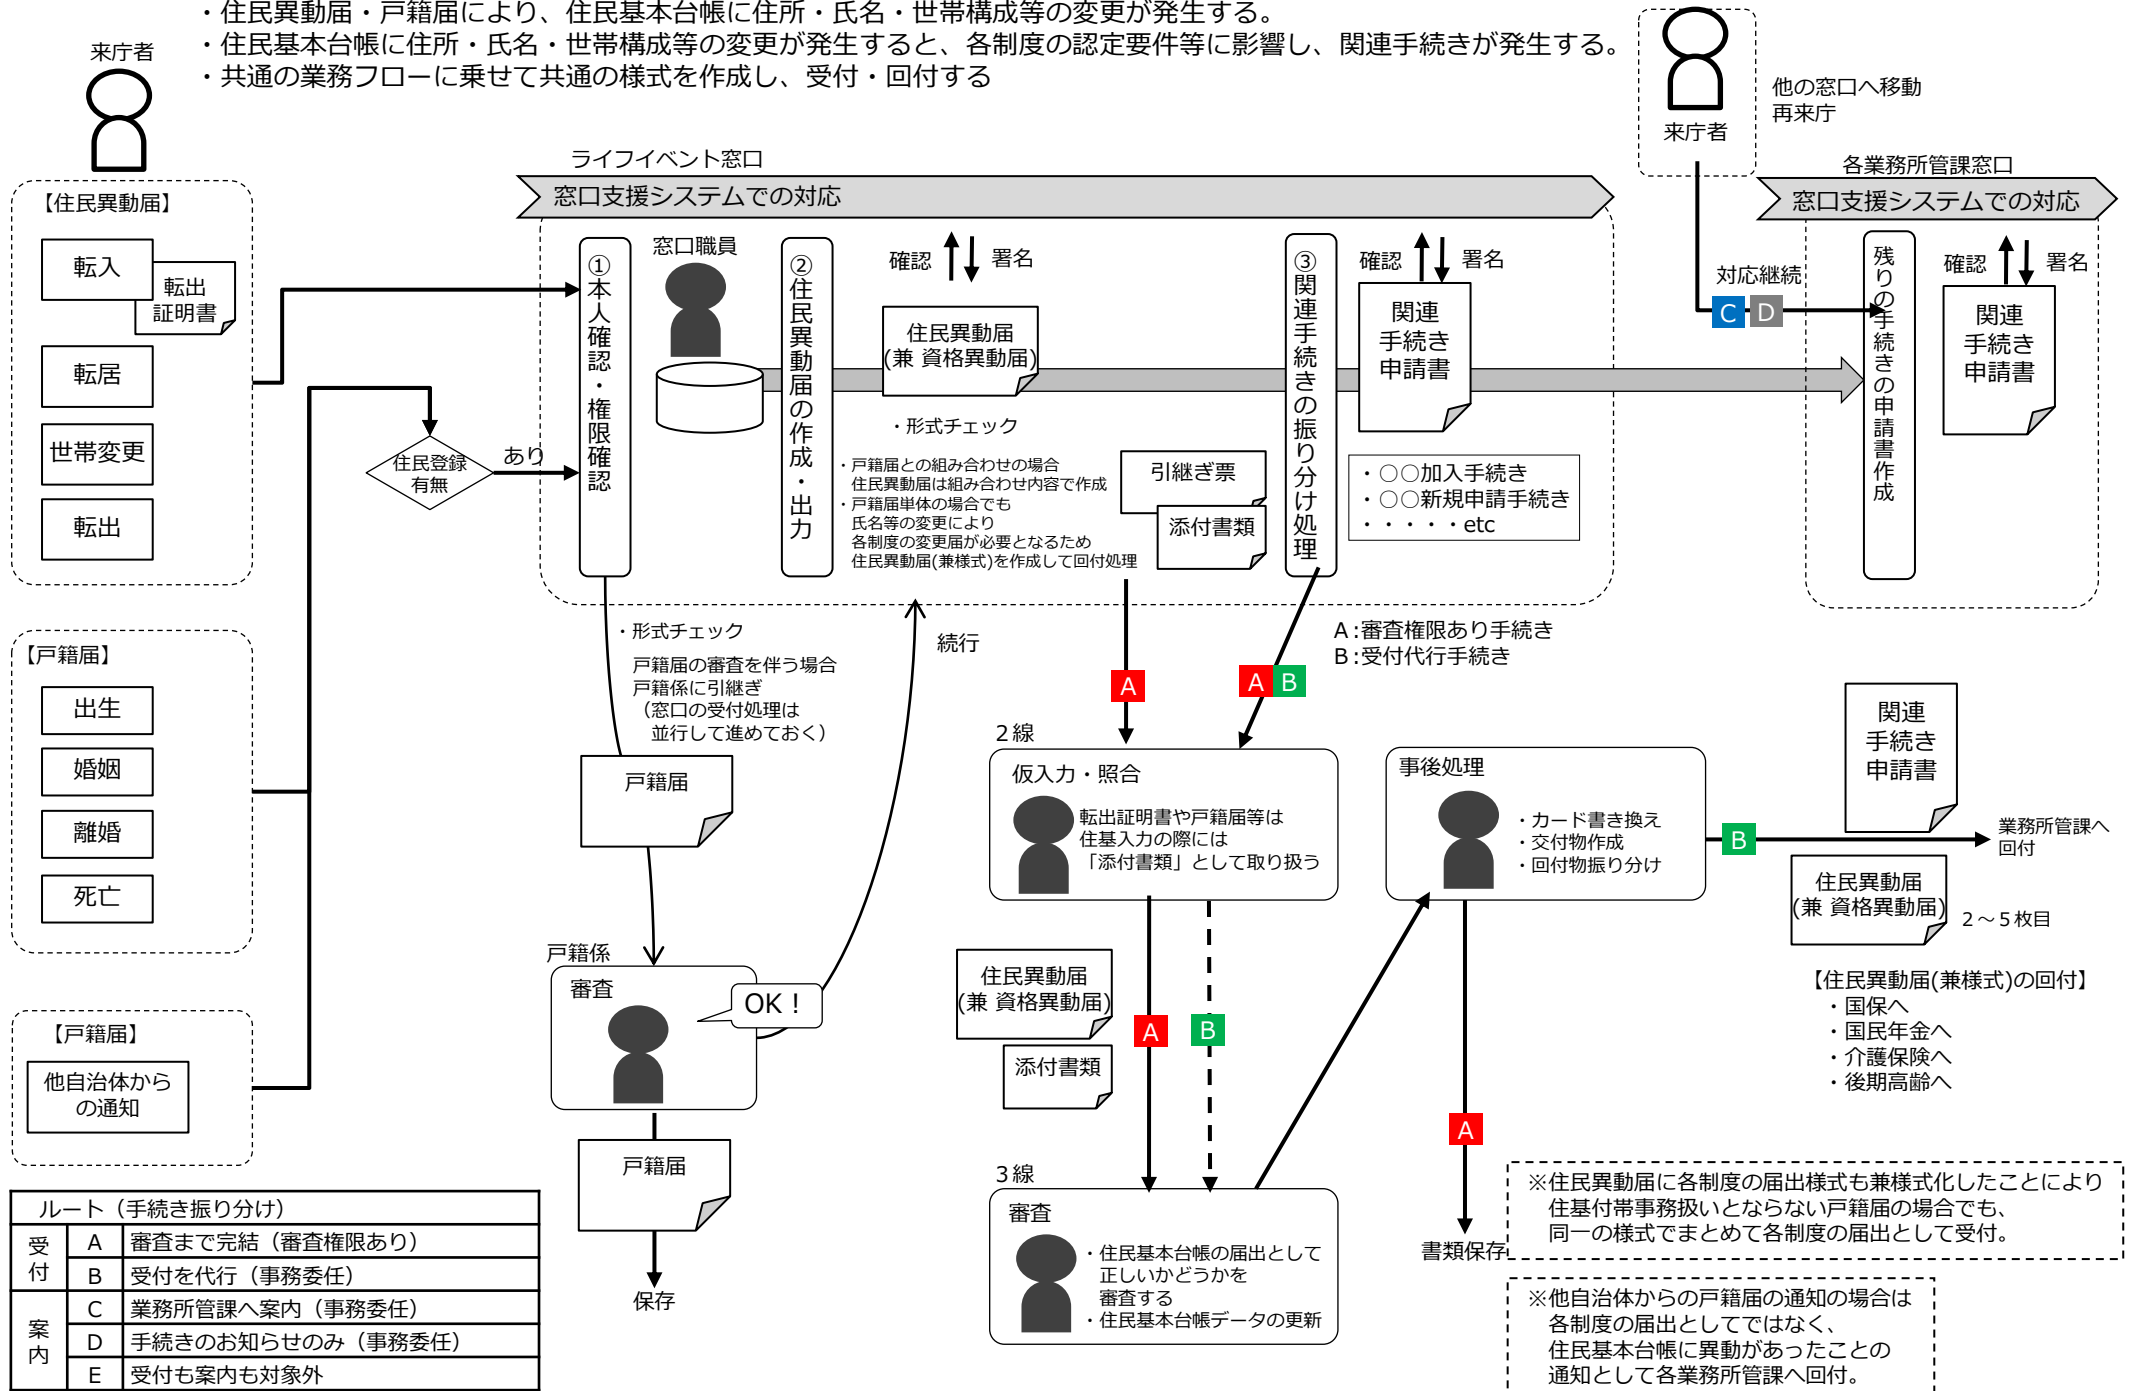 ・住民異動届・戸籍届により、住民基本台帳に住所・氏名・世帯構成等の変更が発生する。
・住民基本台帳に住所・氏名・世帯構成等の変更が発生すると、各制度の認定要件等に影響し、関連手続きが発生する。
・共通の業務フローに乗せて共通の様式を作成し、受付・回付する
来庁者
来庁者
他の窓口へ移動
再来庁
【住民異動届】
転入
転出
証明書
転居
世帯変更
転出
【戸籍届】
出生
婚姻
離婚
死亡
【戸籍届】
他自治体から
の通知
住民登録
有無
あり
ライフイベント窓口
窓口支援システムでの対応
①本人確認・権限確認
窓口職員
②住民異動届の作成・出力
確認
署名
住民異動届
(兼 資格異動届)
・形式チェック
・戸籍届との組み合わせの場合
住民異動届は組み合わせ内容で作成
・戸籍届単体の場合でも
氏名等の変更により
各制度の変更届が必要となるため
住民異動届(兼様式)を作成して回付処理
引継ぎ票
添付書類
③関連手続きの振り分け処理
確認
署名
関連
手続き
申請書
・〇〇加入手続き
・〇〇新規申請手続き
・・・・・etc
各業務所管課窓口
窓口支援システムでの対応
対応継続
C D
残りの手続きの申請書作成
確認
署名
関連
手続き
申請書
・形式チェック
戸籍届の審査を伴う場合
戸籍係に引継ぎ
（窓口の受付処理は
並行して進めておく）
続行
戸籍届
戸籍係
審査
OK！
戸籍届
保存
A:審査権限あり手続き
B:受付代行手続き
A
A B
２線
仮入力・照合
転出証明書や戸籍届等は
住基入力の際には
「添付書類」として取り扱う
住民異動届
(兼 資格異動届)
添付書類
A
B
３線
審査
・住民基本台帳の届出として
正しいかどうかを
審査する
・住民基本台帳データの更新
事後処理
・カード書き換え
・交付物作成
・回付物振り分け
B
関連
手続き
申請書
業務所管課へ
回付
住民異動届
(兼 資格異動届)
２～５枚目
【住民異動届(兼様式)の回付】
・国保へ
・国民年金へ
・介護保険へ
・後期高齢へ
A
書類保存
※住民異動届に各制度の届出様式も兼様式化したことにより
住基付帯事務扱いとならない戸籍届の場合でも、
同一の様式でまとめて各制度の届出として受付。
※他自治体からの戸籍届の通知の場合は
各制度の届出としてではなく、
住民基本台帳に異動があったことの
通知として各業務所管課へ回付。
ルート（手続き振り分け）
受付
A 審査まで完結（審査権限あり）
B 受付を代行（事務委任）
案内
C 業務所管課へ案内（事務委任）
D 手続きのお知らせのみ（事務委任）
E 受付も案内も対象外